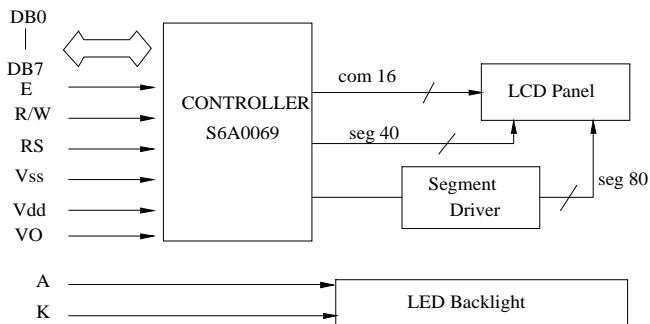 DB0
DB7
E
R/W
RS
Vss
Vdd
VO
CONTROLLER
S6A0069
com 16
seg 40
LCD Panel
Segment
Driver
seg 80
A
K
LED Backlight